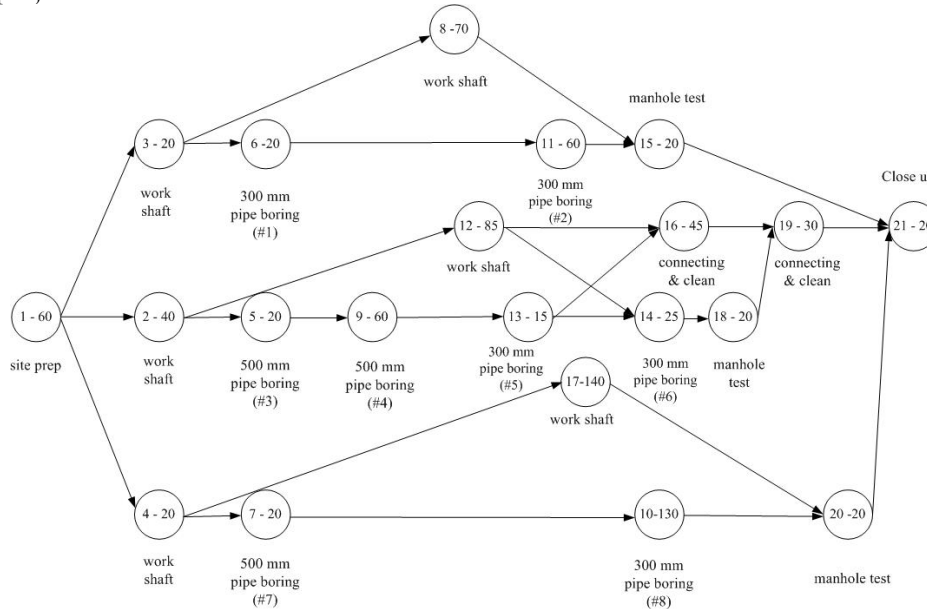 8 -70
work shaft
manhole test
3 - 20
6 -20
11 - 60
15 - 20
work
shaft
300 mm
pipe boring
(#1)
300 mm
pipe boring
(#2)
Close u
12 - 85
16 - 45
19 - 30
21 - 20
work shaft
connecting
& clean
connecting
& clean
1 - 60
2 - 40
5 - 20
9 - 60
13 - 15
14 - 25
18 - 20
site prep
work
shaft
500 mm
pipe boring
(#3)
500 mm
pipe boring
(#4)
300 mm
pipe boring
(#5)
300 mm
pipe boring
(#6)
manhole
test
17-140
work shaft
4 - 20
7 - 20
10-130
20 -20
work
shaft
500 mm
pipe boring
(#7)
300 mm
pipe boring
(#8)
manhole test